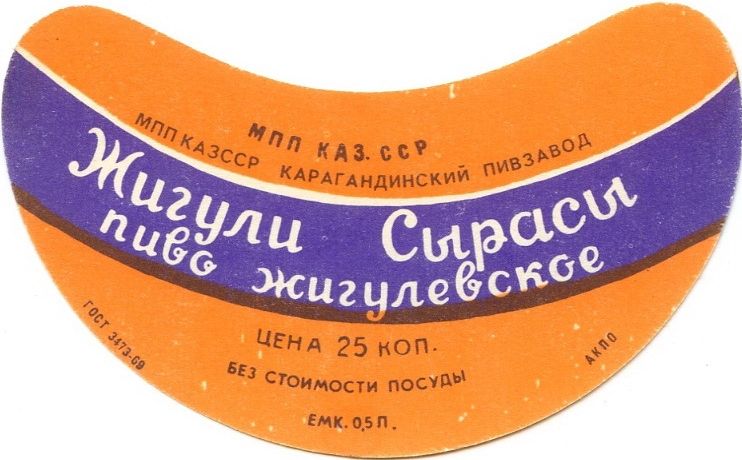 МПП КАЗ. ССР
МПП КАЗССР КАРАГАНДИНСКИЙ ПИВЗАВОД
Жигули Сырасы
пиво жигулевское
ЦЕНА 25 КОП.
БЕЗ СТОИМОСТИ ПОСУДЫ
ЕМК. 0,5 Л.
ГОСТ 3473-69
АКПО